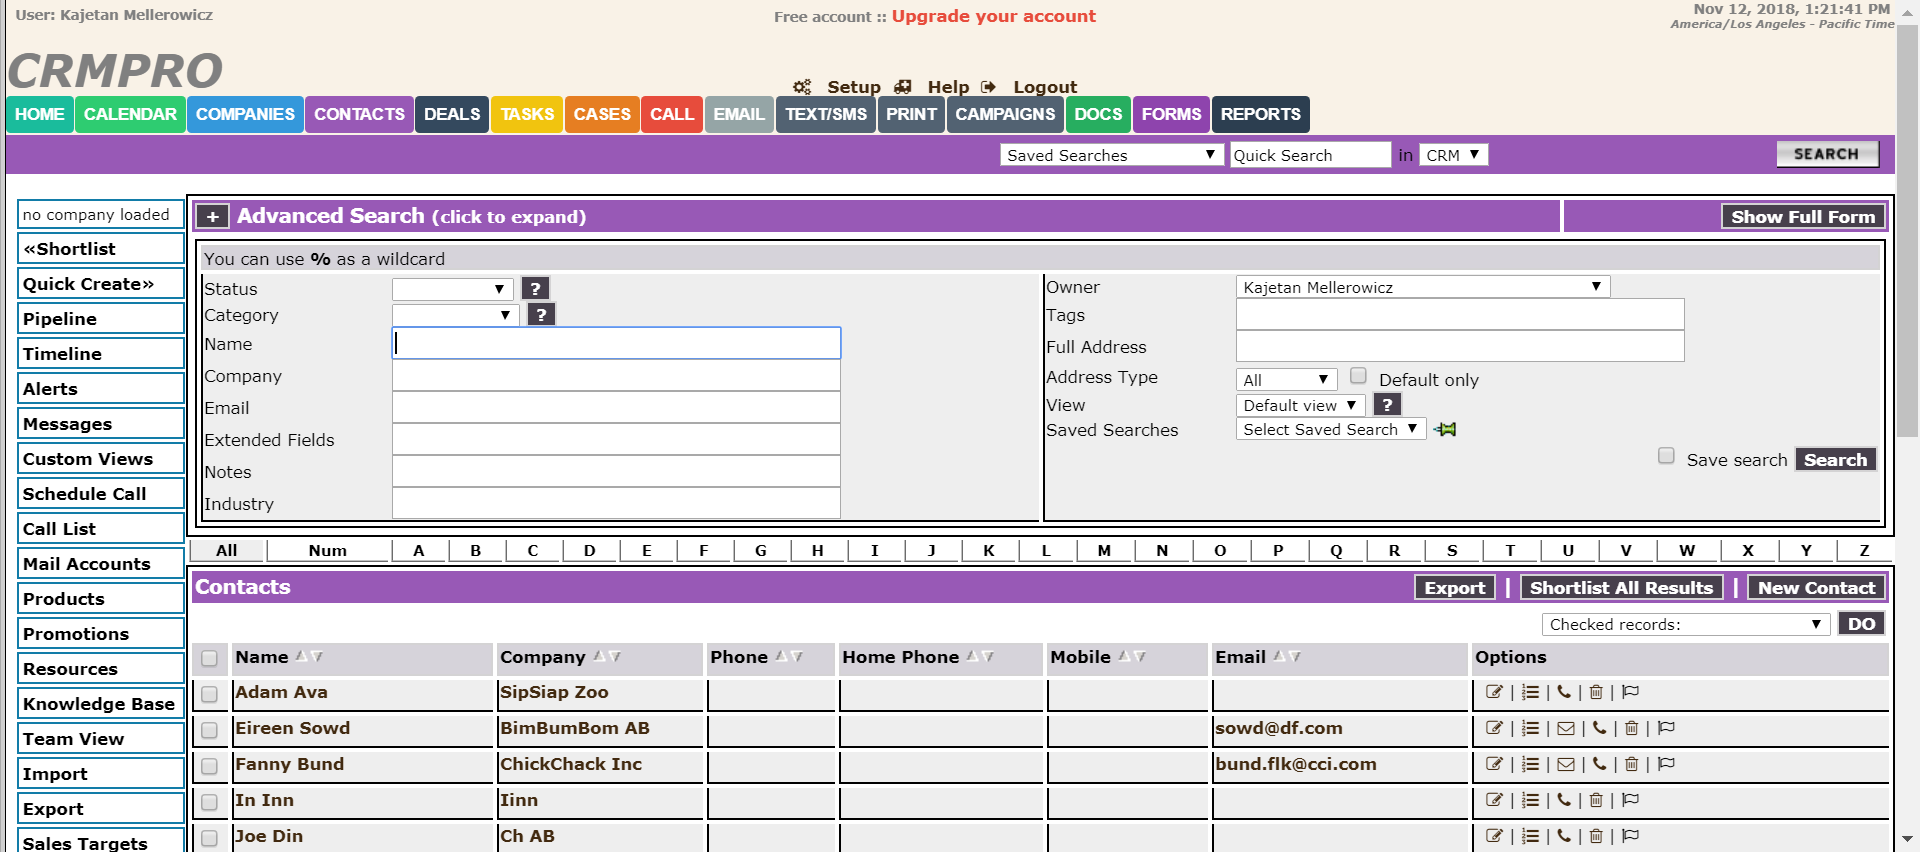 User: Kajetan Mellerowicz
Free account :: Upgrade your account
Nov 12, 2018, 1:21:41 PM
America/Los Angeles - Pacific Time
CRMPRO
Setup Help Logout
HOME CALENDAR COMPANIES CONTACTS DEALS TASKS CASES CALL EMAIL TEXT/SMS PRINT CAMPAIGNS DOCS FORMS REPORTS
Saved Searches Quick Search in CRM SEARCH
no company loaded
«Shortlist
Quick Create»
Pipeline
Timeline
Alerts
Messages
Custom Views
Schedule Call
Call List
Mail Accounts
Products
Promotions
Resources
Knowledge Base
Team View
Import
Export
Sales Targets
+ Advanced Search (click to expand) Show Full Form
You can use % as a wildcard
Status ?
Category ?
Name
Company
Email
Extended Fields
Notes
Industry
Owner Kajetan Mellerowicz
Tags
Full Address
Address Type All Default only
View Default view ?
Saved Searches Select Saved Search
Save search Search
All Num A B C D E F G H I J K L M N O P Q R S T U V W X Y Z
Contacts Export | Shortlist All Results | New Contact
Checked records: DO
Name Company Phone Home Phone Mobile Email Options
Adam Ava SipSiap Zoo | | | |
Eireen Sowd BimBumBom AB sowd@df.com | | | | |
Fanny Bund ChickChack Inc bund.flk@cci.com | | | | |
In Inn Iinn | | | |
Joe Din Ch AB | | | |